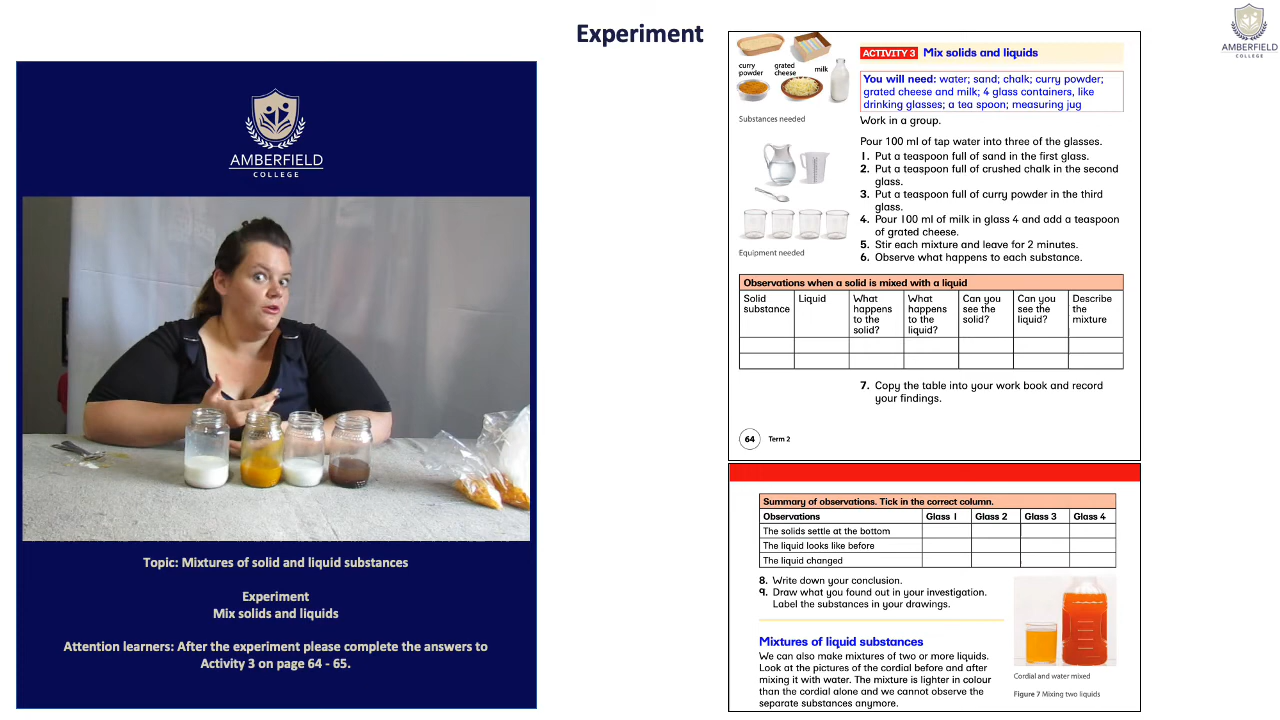 Experiment
AMBERFIELD
COLLEGE
AMBERFIELD
COLLEGE
Topic: Mixtures of solid and liquid substances
Experiment
Mix solids and liquids
Attention learners: After the experiment please complete the answers to
Activity 3 on page 64 - 65.
curry
powder
grated
cheese
milk
Substances needed
Equipment needed
ACTIVITY 3 Mix solids and liquids
You will need: water; sand; chalk; curry powder;
grated cheese and milk; 4 glass containers, like
drinking glasses; a tea spoon; measuring jug
Work in a group.
Pour 100 ml of tap water into three of the glasses.
1. Put a teaspoon full of sand in the first glass.
2. Put a teaspoon full of crushed chalk in the second
glass.
3. Put a teaspoon full of curry powder in the third
glass.
4. Pour 100 ml of milk in glass 4 and add a teaspoon
of grated cheese.
5. Stir each mixture and leave for 2 minutes.
6. Observe what happens to each substance.
Observations when a solid is mixed with a liquid
Solid
substance
Liquid
What
happens
to the
solid?
What
happens
to the
liquid?
Can you
see the
solid?
Can you
see the
liquid?
Describe
the
mixture
7. Copy the table into your work book and record
your findings.
64 Term 2
Summary of observations. Tick in the correct column.
Observations Glass 1 Glass 2 Glass 3 Glass 4
The solids settle at the bottom
The liquid looks like before
The liquid changed
8. Write down your conclusion.
9. Draw what you found out in your investigation.
Label the substances in your drawings.
Mixtures of liquid substances
We can also make mixtures of two or more liquids.
Look at the pictures of the cordial before and after
mixing it with water. The mixture is lighter in colour
than the cordial alone and we cannot observe the
separate substances anymore.
Cordial and water mixed
Figure 7 Mixing two liquids